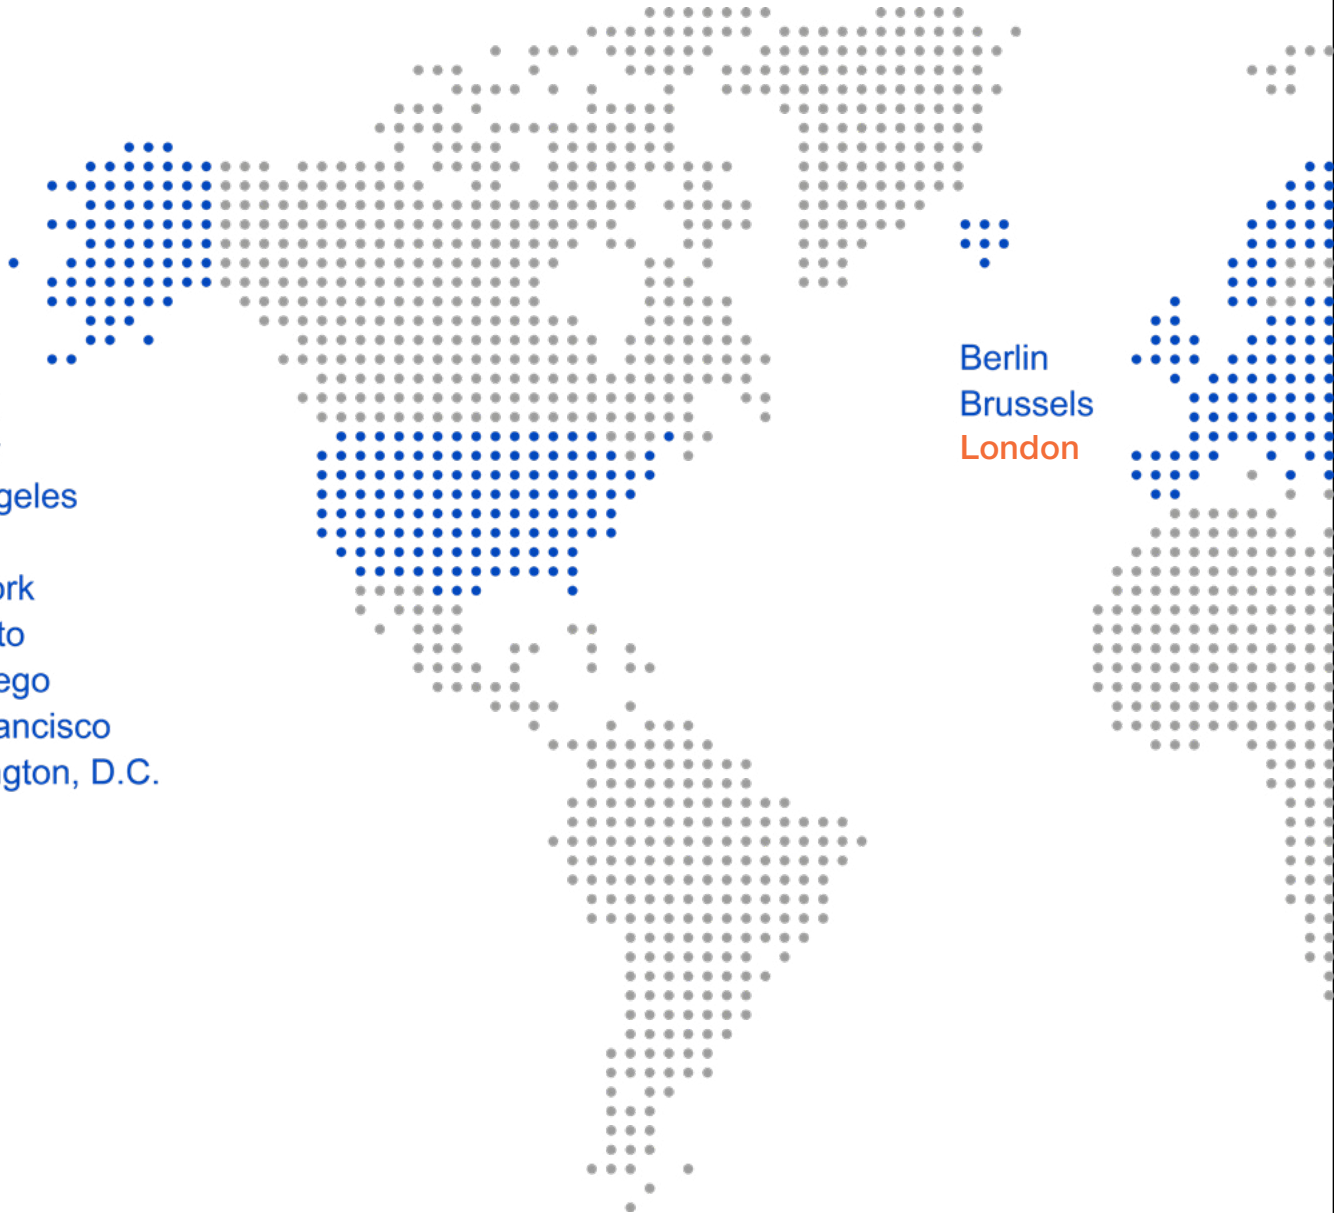 geles
ork
to
ego
ancisco
gton, D.C.
Berlin
Brussels
London